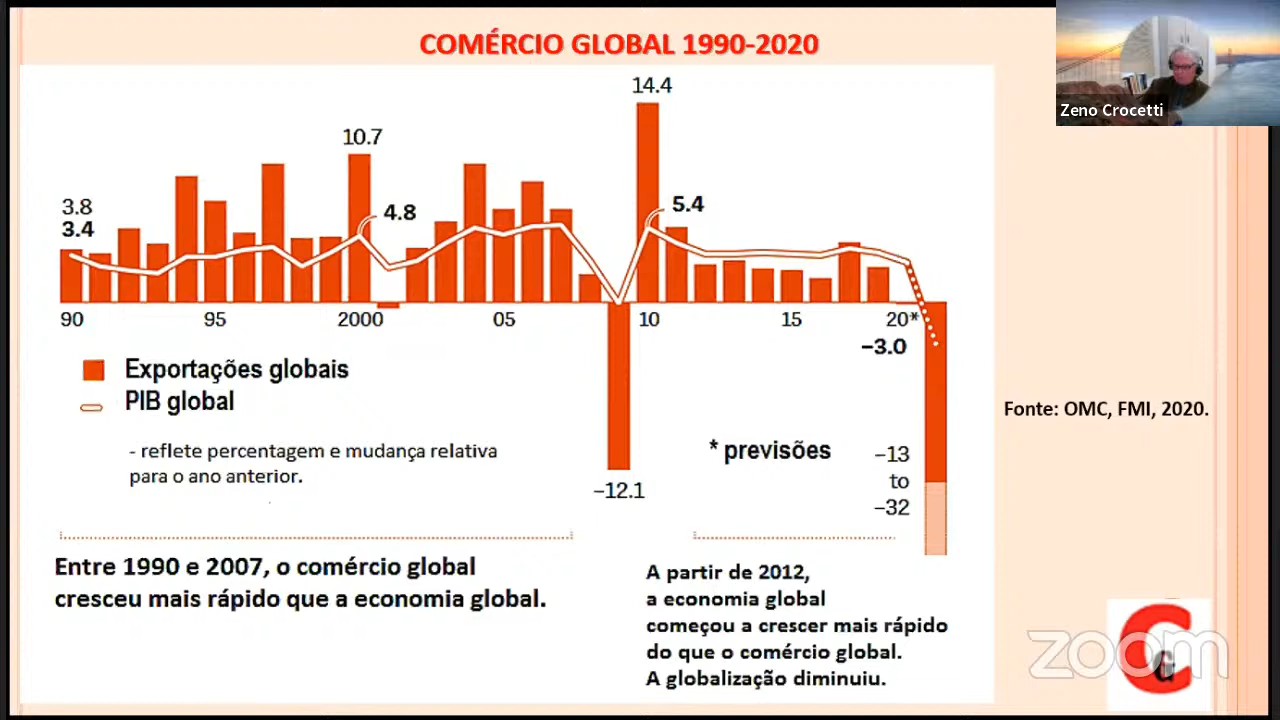 COMÉRCIO GLOBAL 1990-2020
Zeno Crocetti
14.4
10.7
3.8
3.4
4.8
5.4
90
95
2000
05
10
15
20*
−3.0
Exportações globais
PIB global
- reflete percentagem e mudança relativa
para o ano anterior.
* previsões
−13
to
−32
−12.1
Fonte: OMC, FMI, 2020.
Entre 1990 e 2007, o comércio global
cresceu mais rápido que a economia global.
A partir de 2012,
a economia global
começou a crescer mais rápido
do que o comércio global.
A globalização diminuiu.
zoom